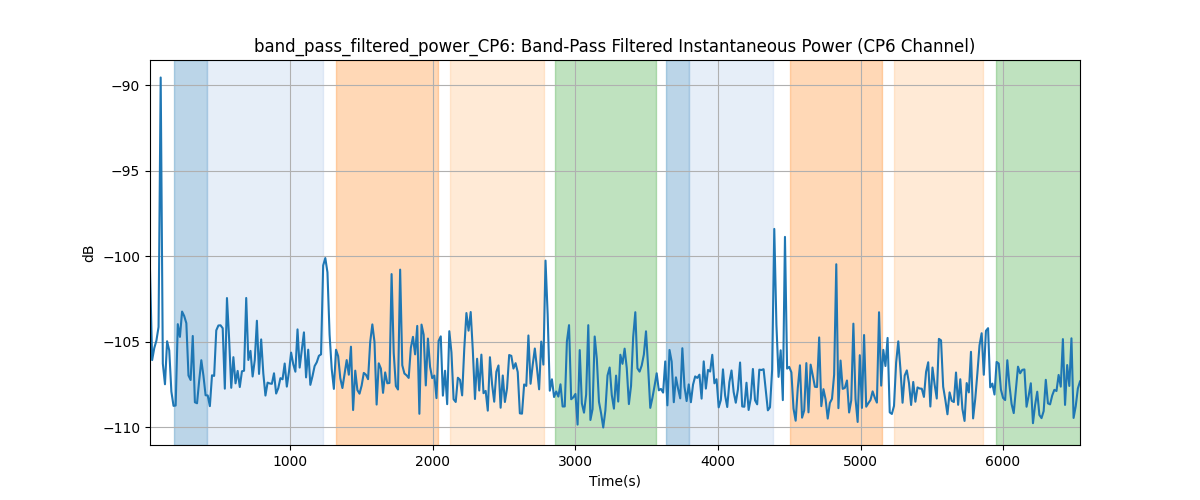 band_pass_filtered_power_CP6: Band-Pass Filtered Instantaneous Power (CP6 Channel)
−90
−95
−100
−105
−110
dB
1000 2000 3000 4000 5000 6000
Time(s)